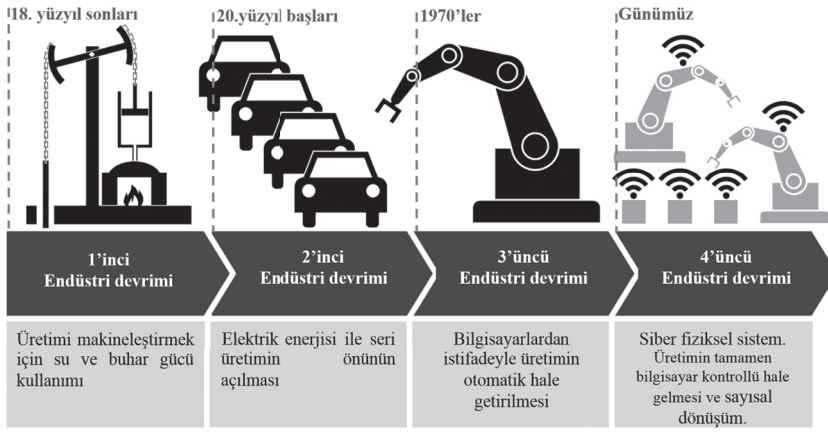 18. yüzyıl sonları
20.yüzyıl başları
1970’ler
Günümüz
1’inci
Endüstri devrimi
2’inci
Endüstri devrimi
3’üncü
Endüstri devrimi
4’üncü
Endüstri devrimi
Üretimi makineleştirmek
için su ve buhar gücü
kullanımı
Elektrik enerjisi ile seri
üretimin önünün
açılması
Bilgisayarlardan
istifadeyle üretimin
otomatik hale
getirilmesi
Siber fiziksel sistem.
Üretimin tamamen
bilgisayar kontrollü hale
gelmesi ve sayısal
dönüşüm.